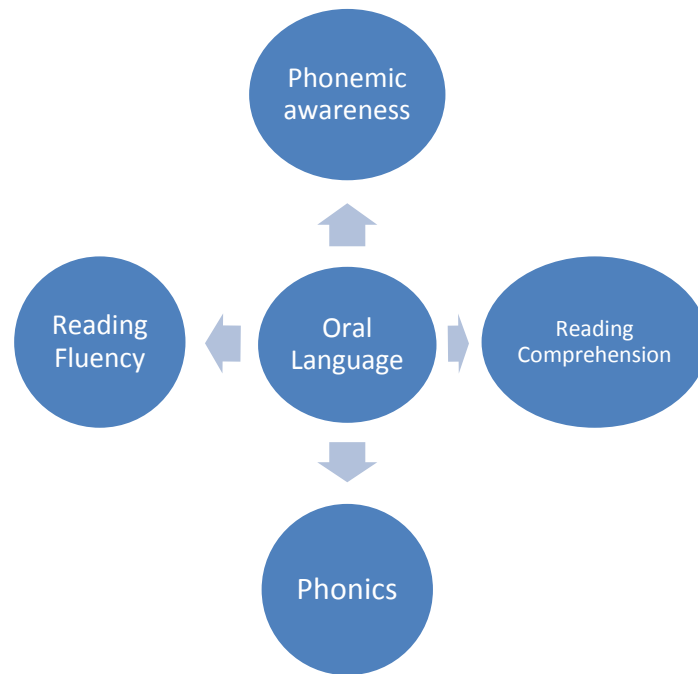 Phonemic
awareness
Reading
Fluency
Oral
Language
Reading
Comprehension
Phonics